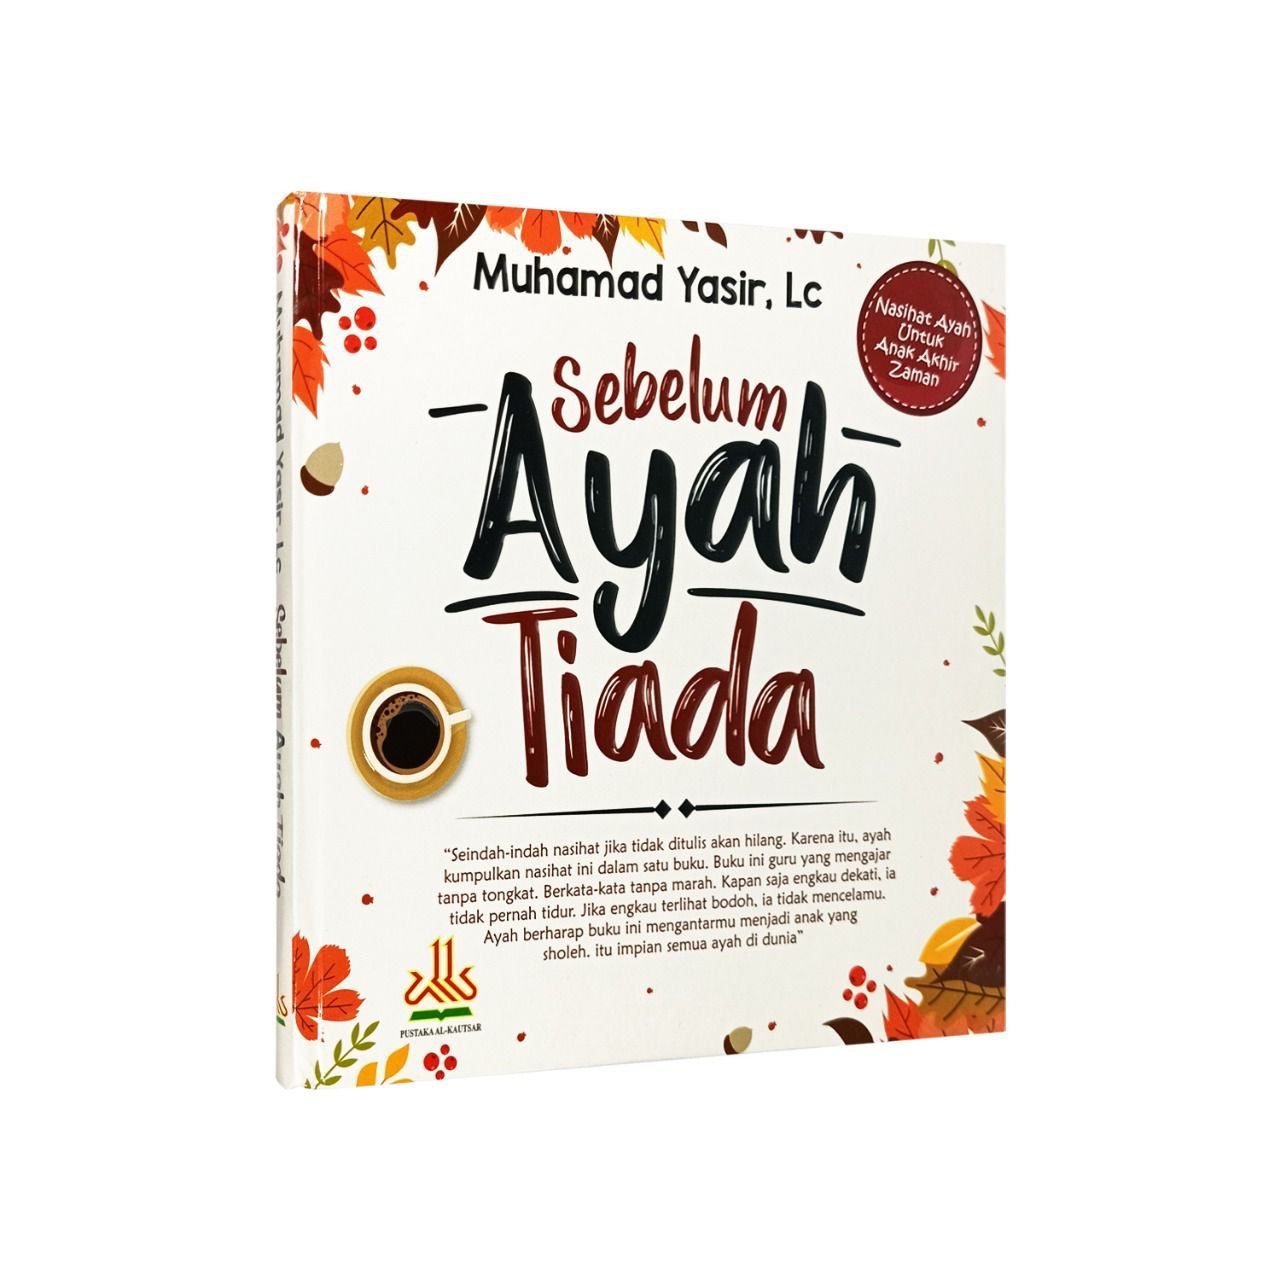 Muhamad Yasir, Lc
Nasihat Ayah
Untuk
Anak Akhir
Zaman
Sebelum
Ayah
Tiada
“Seindah-indah nasihat jika tidak ditulis akan hilang. Karena itu, ayah
kumpulkan nasihat ini dalam satu buku. Buku ini guru yang mengajar
tanpa tongkat. Berkata-kata tanpa marah. Kapan saja engkau dekati, ia
tidak pernah tidur. Jika engkau terlihat bodoh, ia tidak mencelamu.
Ayah berharap buku ini mengantarmu menjadi anak yang
sholeh. itu impian semua ayah di dunia”
PUSTAKA AL-KAUTSAR
Muhamad Yasir, Lc Sebelum Ayah Tiada